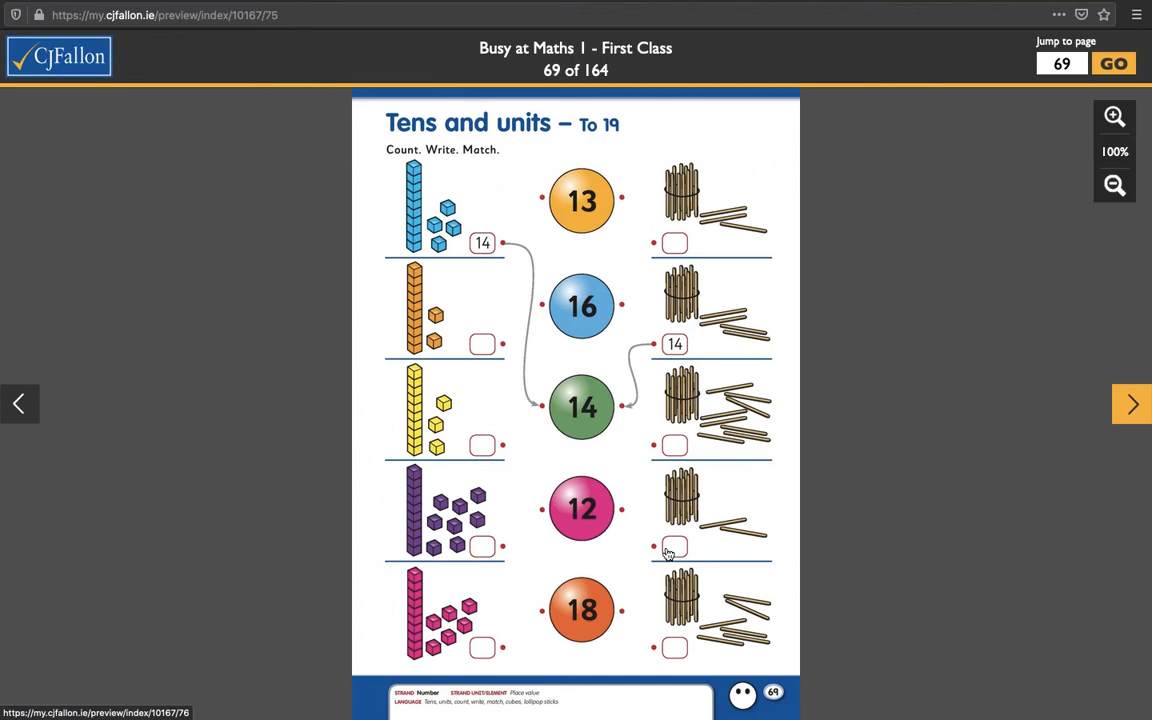 https://my.cjfallon.ie/preview/index/10167/75
CJFallon
Busy at Maths 1 - First Class
69 of 164
Jump to page
69 GO
100%
Tens and units – To 19
Count. Write. Match.
13
14
16
14
14
12
18
STRAND Number STRAND UNIT/ELEMENT Place value
LANGUAGE Tens, units, count, write, match, cubes, lollipop sticks
69
https://my.cjfallon.ie/preview/index/10167/76